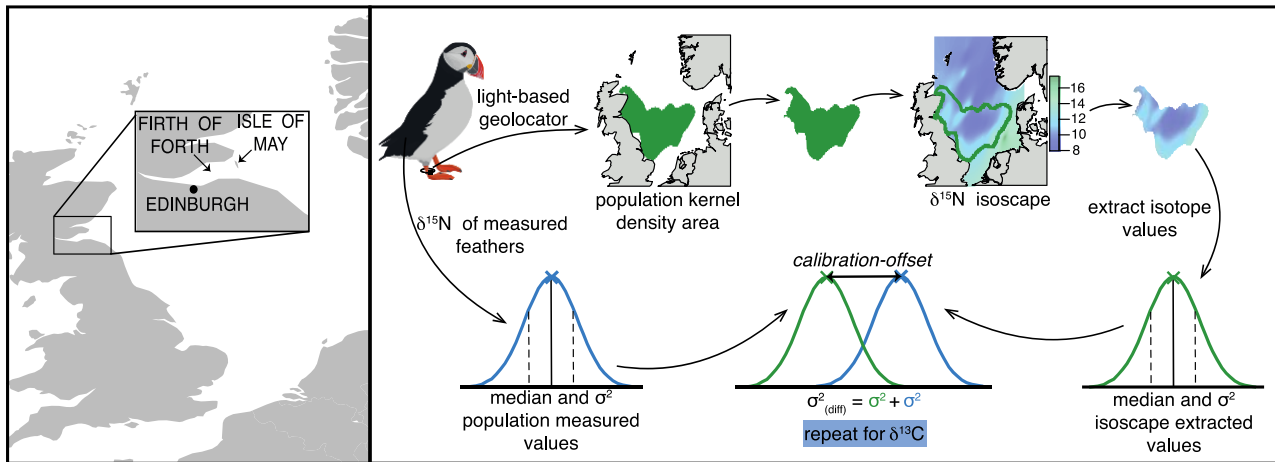 FIRTH OF
FORTH
ISLE OF
MAY
EDINBURGH
light-based
geolocator
population kernel
density area
16
14
12
10
8
δ¹⁵N isoscape
δ¹⁵N of measured
feathers
extract isotope
values
calibration-offset
median and σ²
population measured
values
σ²(diff) = σ² + σ²
repeat for δ¹³C
median and σ²
isoscape extracted
values